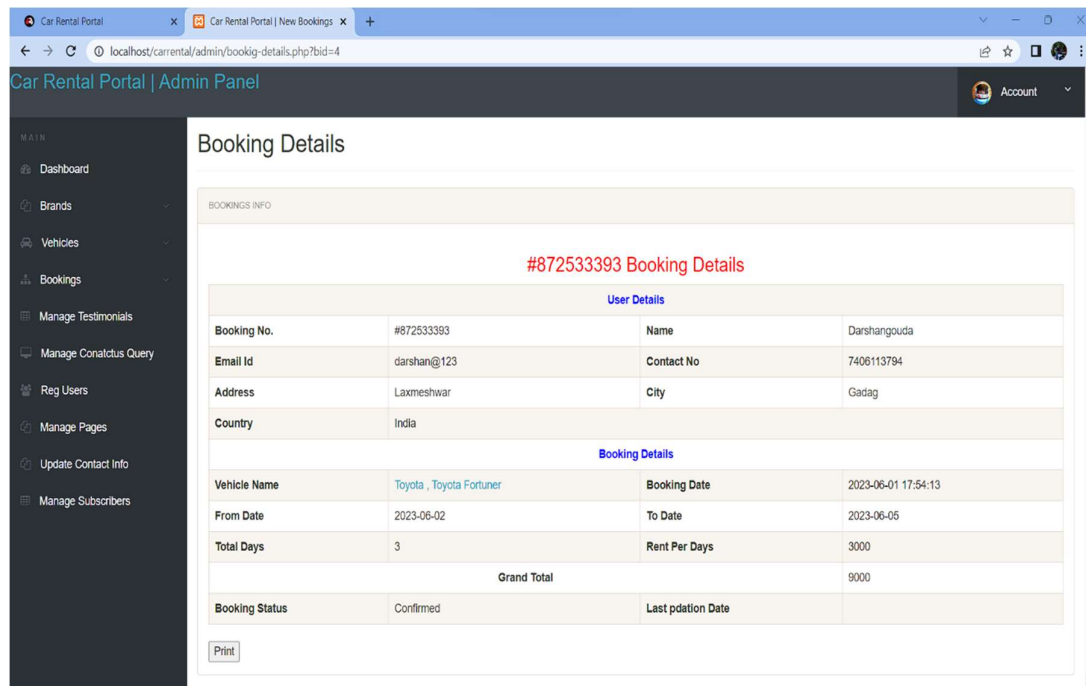 Car Rental Portal
Car Rental Portal | New Bookings
localhost/carrental/admin/bookig-details.php?bid=4
Car Rental Portal | Admin Panel
Account
MAIN
Dashboard
Brands
Vehicles
Bookings
Manage Testimonials
Manage Conatctus Query
Reg Users
Manage Pages
Update Contact Info
Manage Subscribers
Booking Details
BOOKINGS INFO
#872533393 Booking Details
User Details
Booking No. #872533393 Name Darshangouda
Email Id darshan@123 Contact No 7406113794
Address Laxmeshwar City Gadag
Country India
Booking Details
Vehicle Name Toyota , Toyota Fortuner Booking Date 2023-06-01 17:54:13
From Date 2023-06-02 To Date 2023-06-05
Total Days 3 Rent Per Days 3000
Grand Total 9000
Booking Status Confirmed Last pdation Date
Print